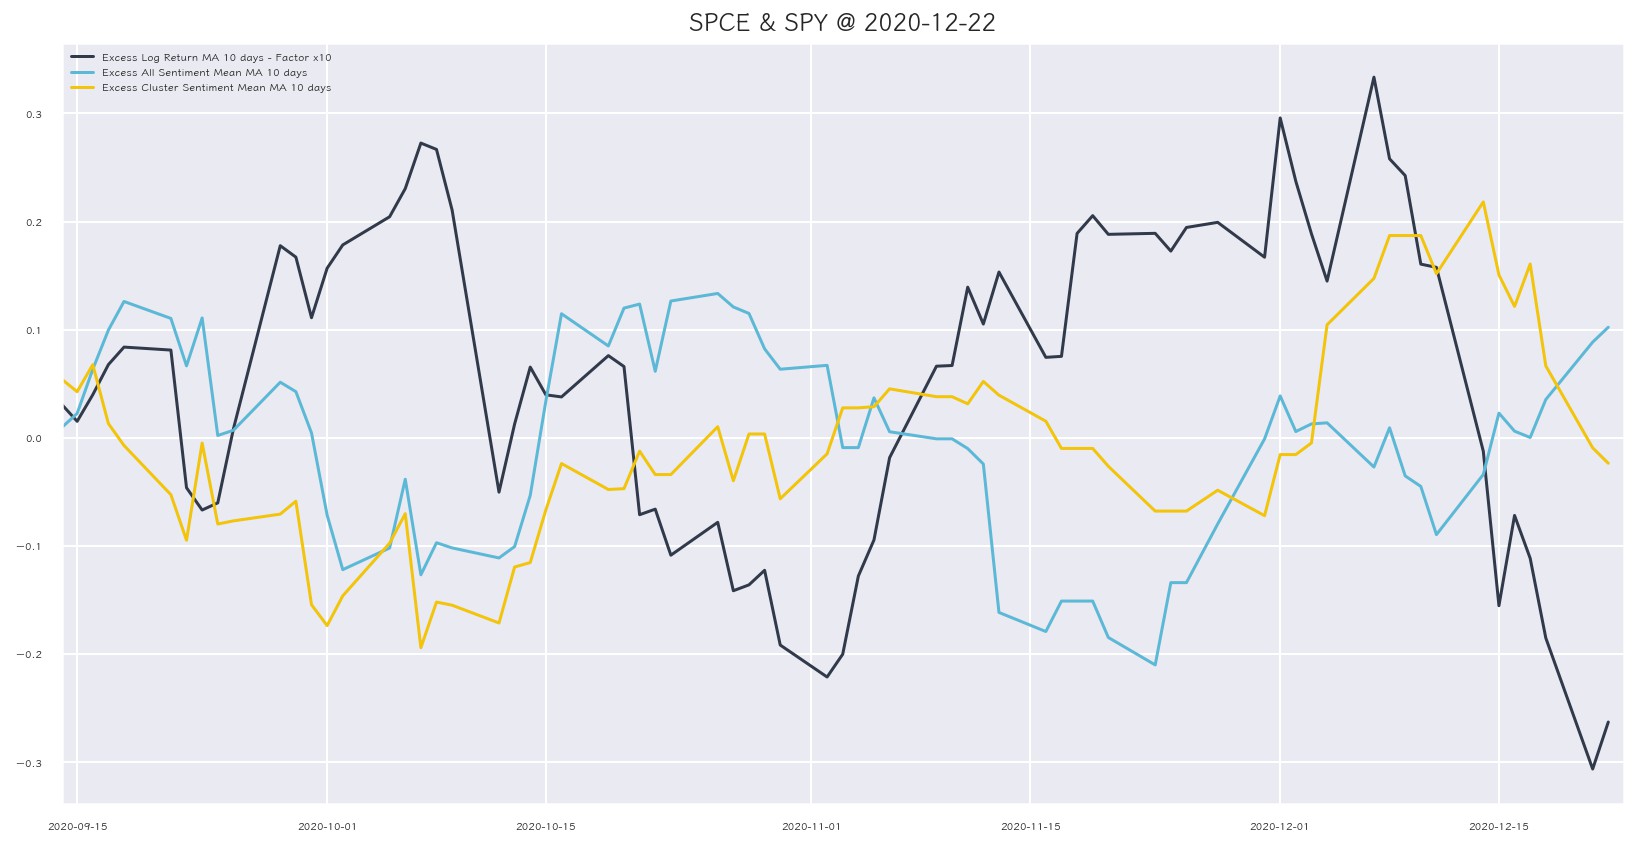 SPCE & SPY @ 2020-12-22
Excess Log Return MA 10 days - Factor x10
Excess All Sentiment Mean MA 10 days
Excess Cluster Sentiment Mean MA 10 days
0.3
0.2
0.1
0.0
−0.1
−0.2
−0.3
2020-09-15 2020-10-01 2020-10-15 2020-11-01 2020-11-15 2020-12-01 2020-12-15